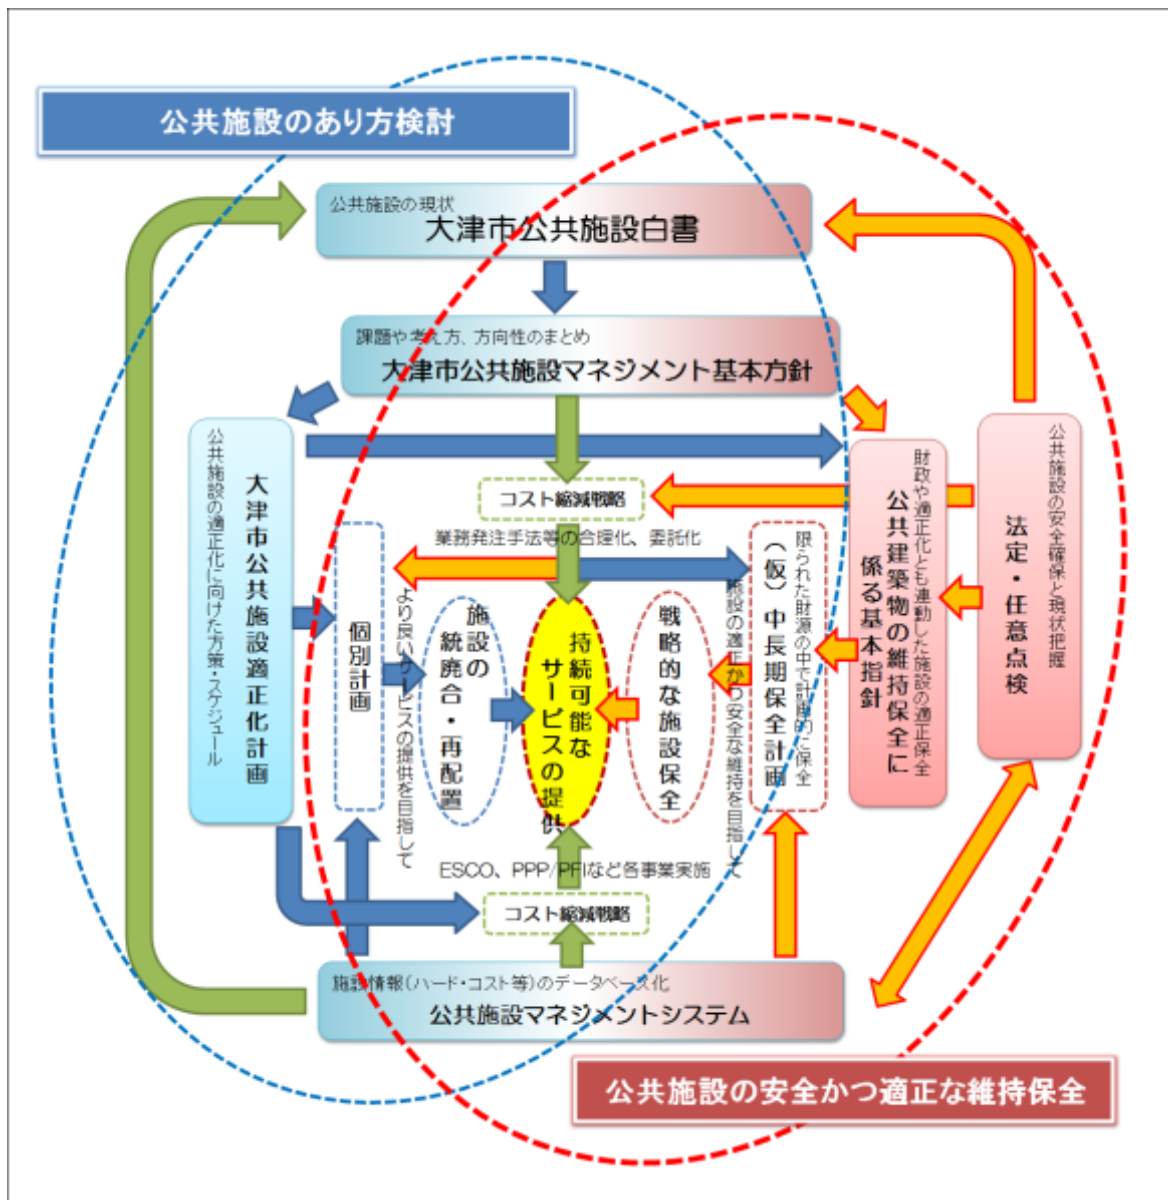 公共施設のあり方検討
公共施設の現状
大津市公共施設白書
課題や考え方、方向性のまとめ
大津市公共施設マネジメント基本方針
公共施設の適正化に向けた方策・スケジュール
大津市公共施設適正化計画
コスト縮減戦略
業務発注手法等の合理化、委託化
個別計画
より良いサービスの提供を目指して
施設の
統廃合・再配置
持続可能な
サービスの提供
戦略的な施設保全
施設の適正かつ安全な維持を目指して
限られた財源の中で計画的に保全
（仮）中長期保全計画
財政や適正化とも連動した施設の適正保全
公共建築物の維持保全に
係る基本指針
公共施設の安全確保と現状把握
法定・任意点検
ESCO、PPP/PFIなど各事業実施
コスト縮減戦略
施設情報（ハード・コスト等）のデータベース化
公共施設マネジメントシステム
公共施設の安全かつ適正な維持保全